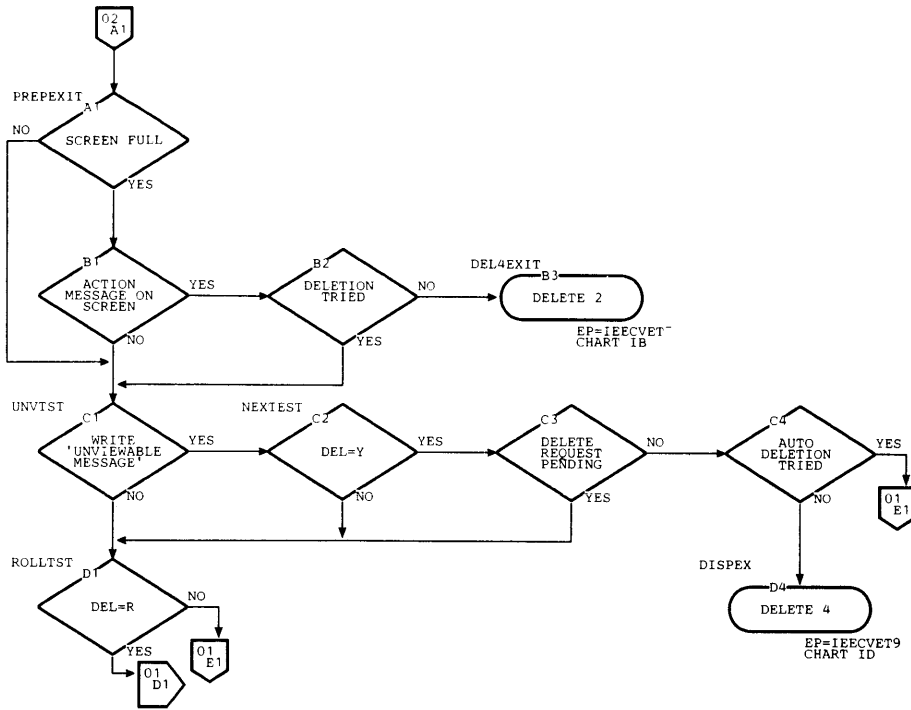 02
A1
PREPEXIT
A1
NO
SCREEN FULL
YES
B1
ACTION
MESSAGE ON
SCREEN
YES
NO
B2
DELETION
TRIED
NO
YES
DEL4EXIT
B3
DELETE 2
EP=IEECVET
CHART IB
UNVTST
C1
WRITE
'UNVIEWABLE
MESSAGE'
YES
NO
NEXTEST
C2
DEL=Y
YES
NO
C3
DELETE
REQUEST
PENDING
NO
YES
C4
AUTO
DELETION
TRIED
YES
NO
01
E1
ROLLTST
D1
DEL=R
NO
YES
01
E1
01
D1
DISPEX
D4
DELETE 4
EP=IEECVET9
CHART ID